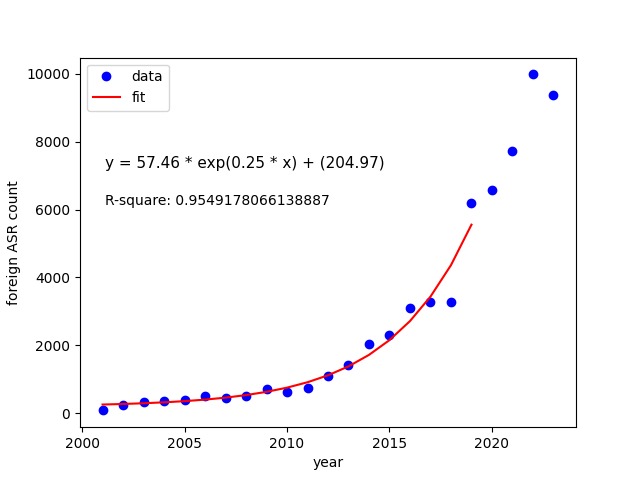 data
fit
y = 57.46 * exp(0.25 * x) + (204.97)
R-square: 0.9549178066138887
foreign ASR count
10000
8000
6000
4000
2000
0
2000 2005 2010 2015 2020
year